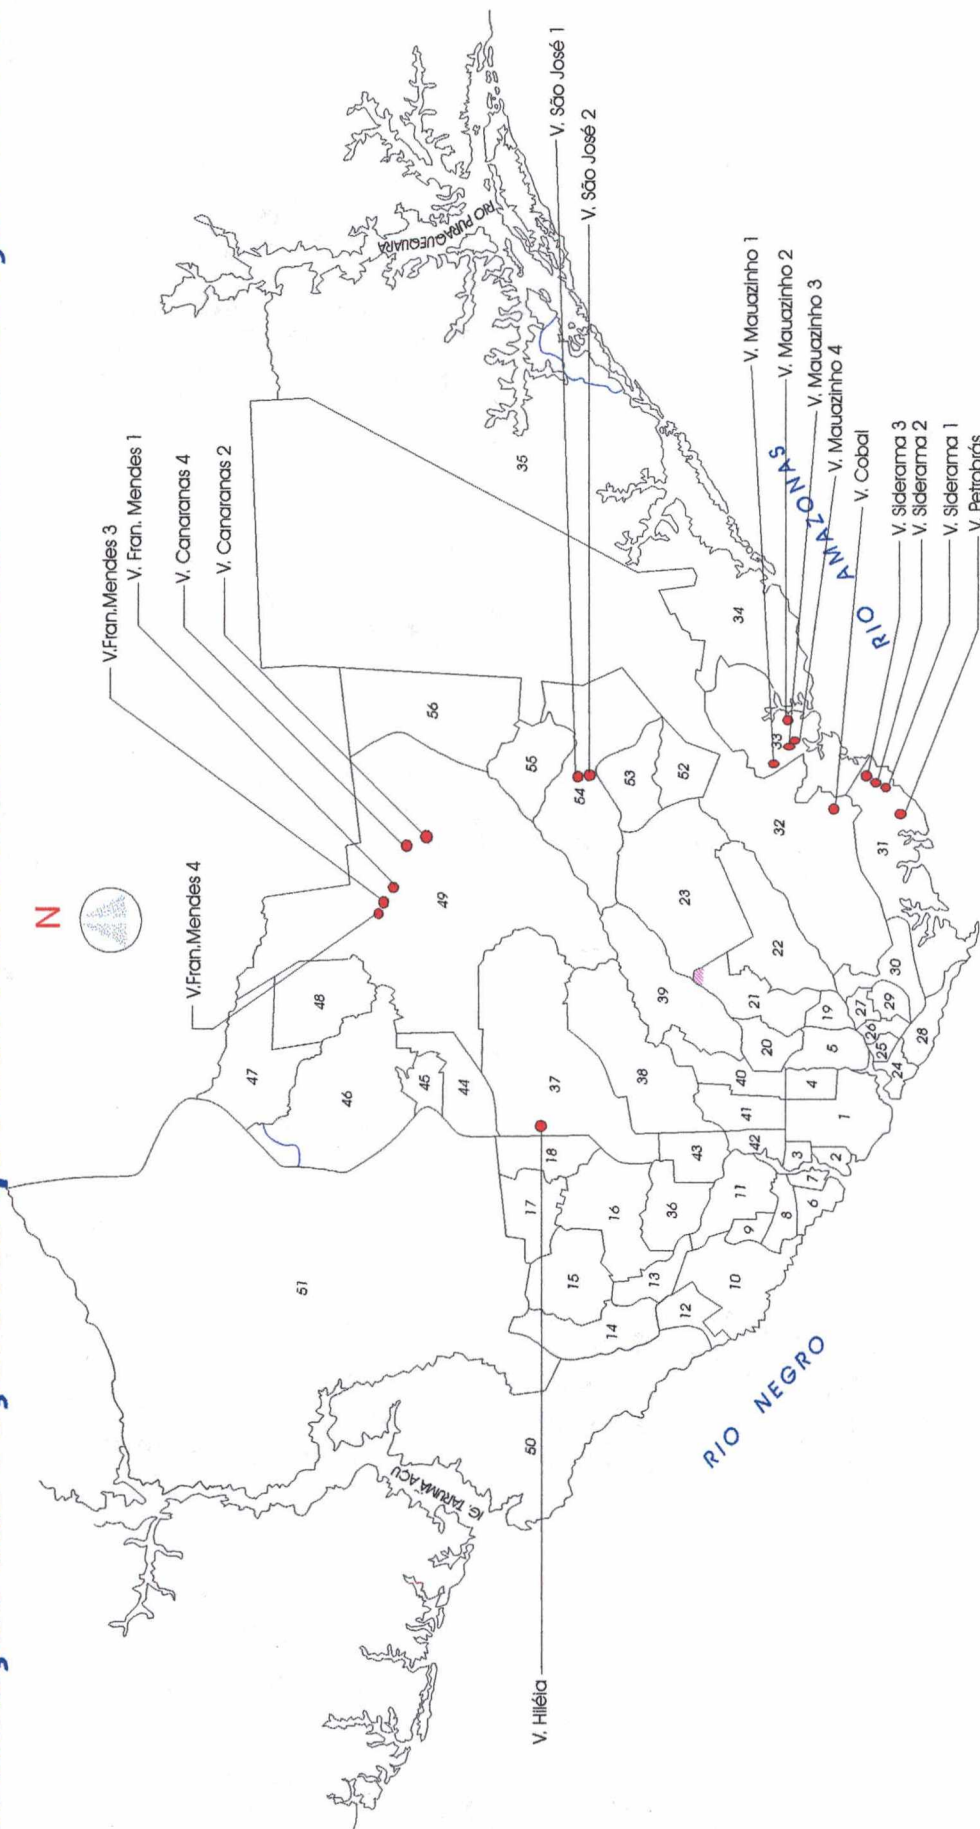 N
V.Fran.Mendes 3
V. Fran. Mendes 1
V. Canaranas 4
V. Canaranas 2
V.Fran.Mendes 4
V. São José 1
V. São José 2
RIO PURAQUEQUARA
V. Mauazinho 1
V. Mauazinho 2
V. Mauazinho 3
V. Mauazinho 4
V. Cobal
V. Siderama 3
V. Siderama 2
V. Siderama 1
V. Petrobrás
RIO AMAZONAS
RIO NEGRO
IG. TARUMÃ AÇU
V. Hiléia
51
47
48
46
45
44
49
56
35
55
54
53
52
34
33
32
31
37
38
39
23
22
21
20
19
5
27
26
25
29
30
28
24
40
41
4
1
42
3
2
43
18
17
16
36
11
9
8
7
6
15
13
14
12
10
50